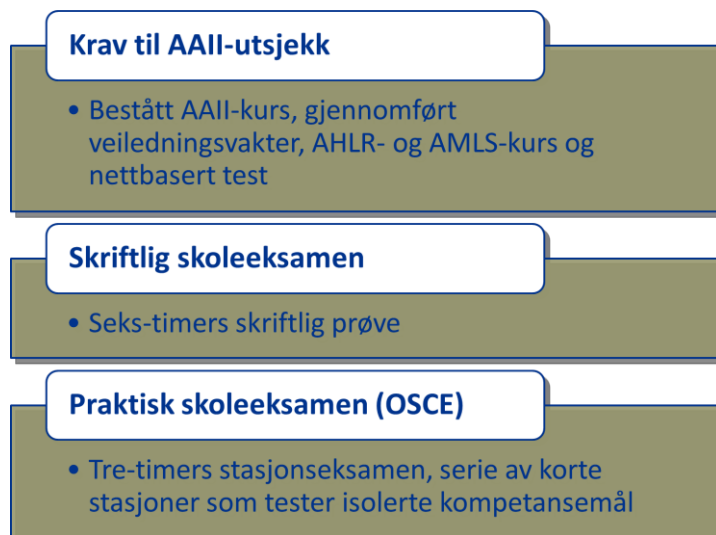 Krav til AAII-utsjekk
• Bestått AAII-kurs, gjennomført
veiledningsvakter, AHLR- og AMLS-kurs og
nettbasert test
Skriftlig skoleeksamen
• Seks-timers skriftlig prøve
Praktisk skoleeksamen (OSCE)
• Tre-timers stasjonseksamen, serie av korte
stasjoner som tester isolerte kompetansemål